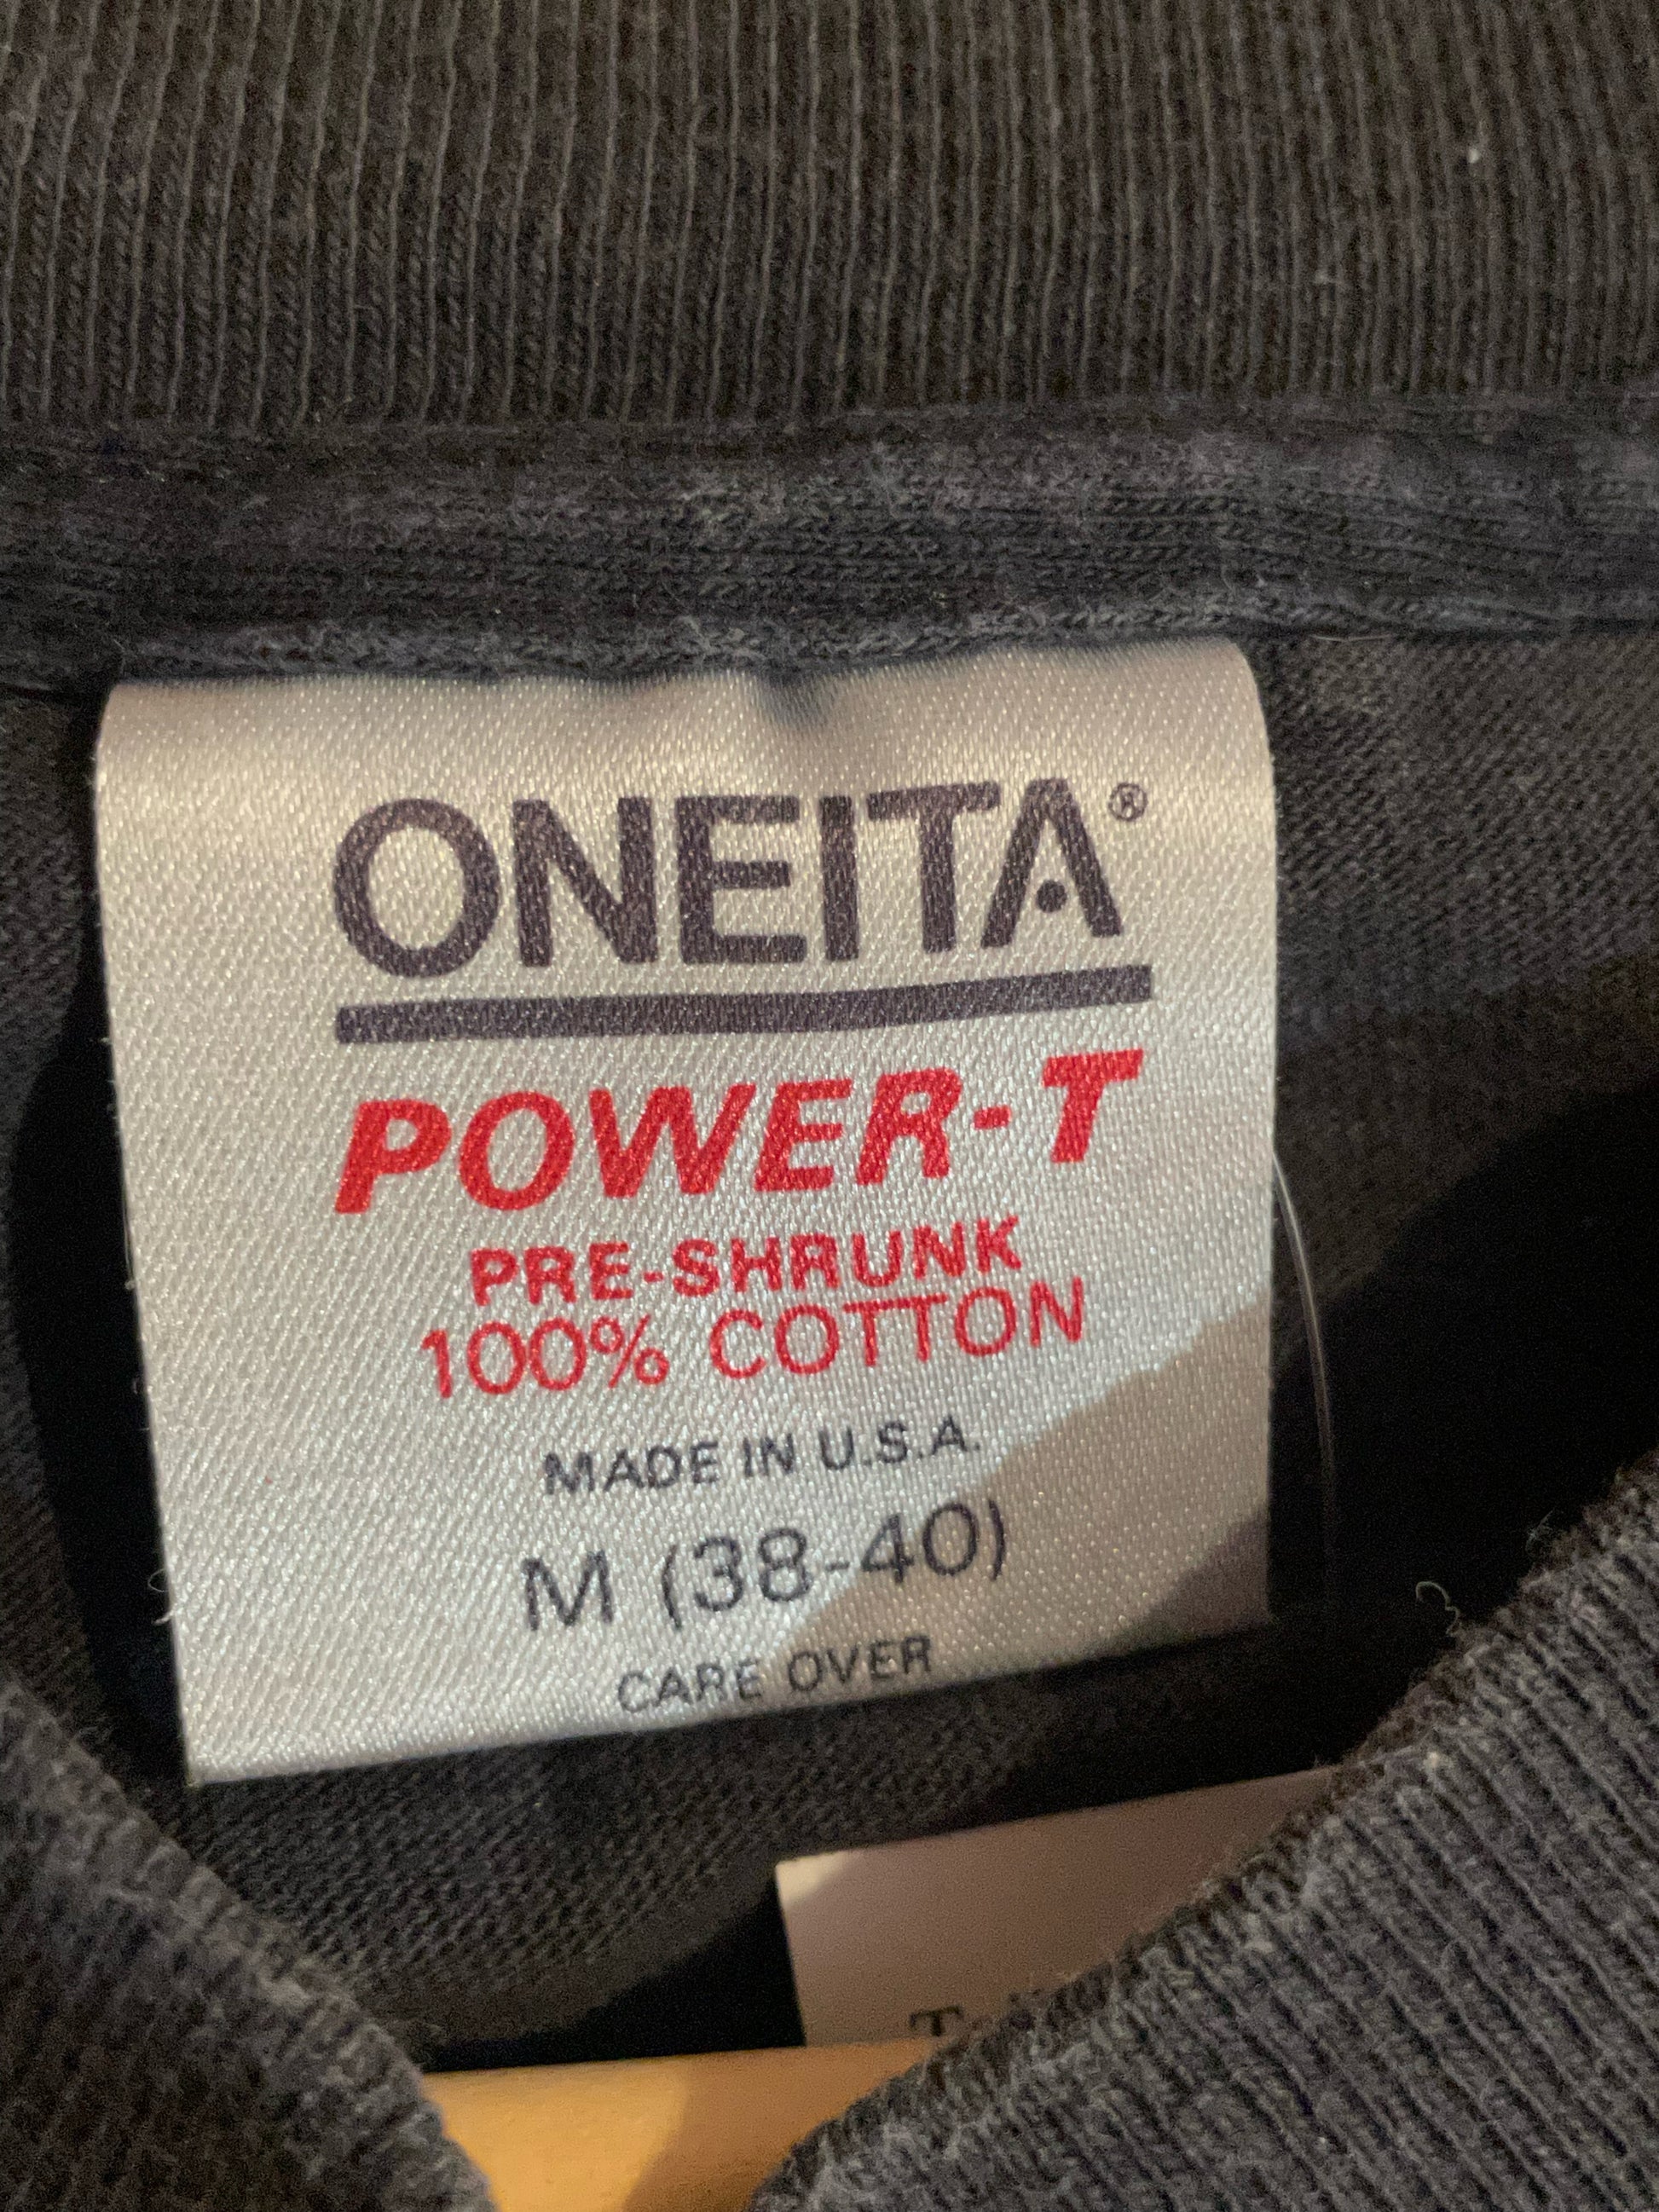 ONEITA®
POWER-T
PRE-SHRUNK
100% COTTON
MADE IN U.S.A.
M (38-40)
CARE OVER